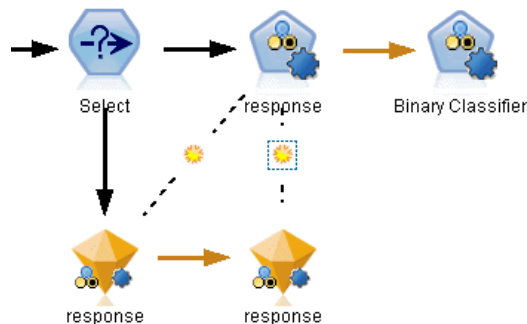 Select
response
Binary Classifier
response
response